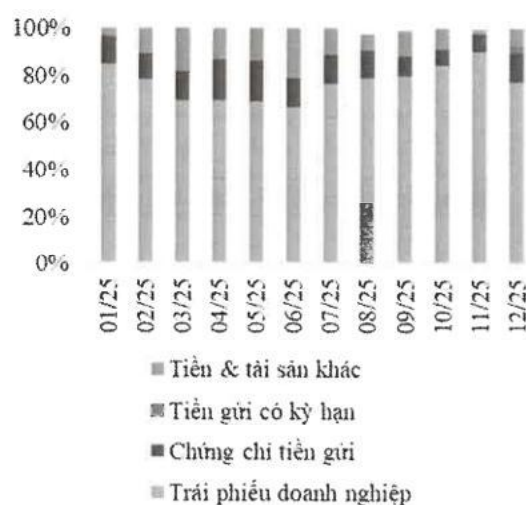 100%
80%
60%
40%
20%
0%
01/25 02/25 03/25 04/25 05/25 06/25 07/25 08/25 09/25 10/25 11/25 12/25
Tiền & tài sản khác
Tiền gửi có kỳ hạn
Chứng chỉ tiền gửi
Trái phiếu doanh nghiệp